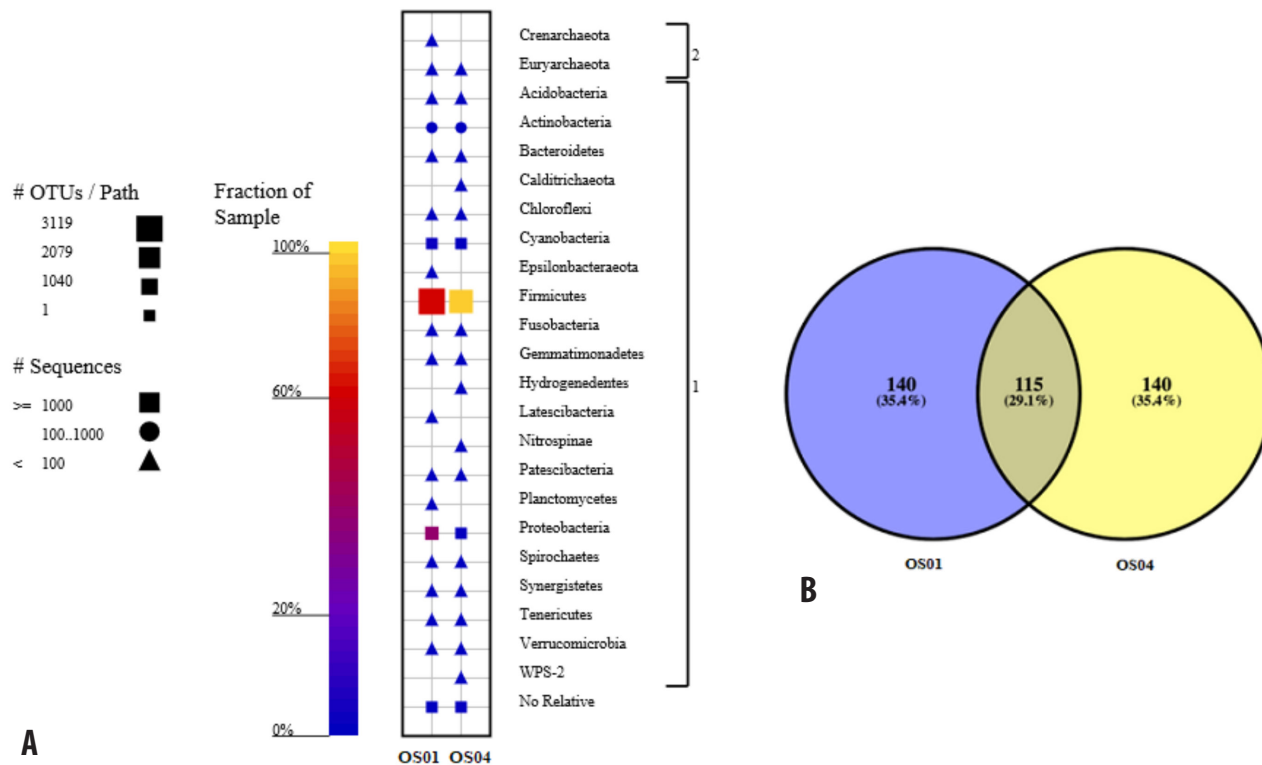 # OTUs / Path
3119
2079
1040
1
# Sequences
>= 1000
100..1000
< 100
Fraction of
Sample
100%
60%
20%
0%
Crenarchaeota
Euryarchaeota
Acidobacteria
Actinobacteria
Bacteroidetes
Calditrichaeota
Chloroflexi
Cyanobacteria
Epsilonbacteraeota
Firmicutes
Fusobacteria
Gemmatimonadetes
Hydrogenedentes
Latescibacteria
Nitrospinae
Patescibacteria
Planctomycetes
Proteobacteria
Spirochaetes
Synergistetes
Tenericutes
Verrucomicrobia
WPS-2
No Relative
2
1
OS01 OS04
A
140
(35.4%)
115
(29.1%)
140
(35.4%)
OS01
OS04
B